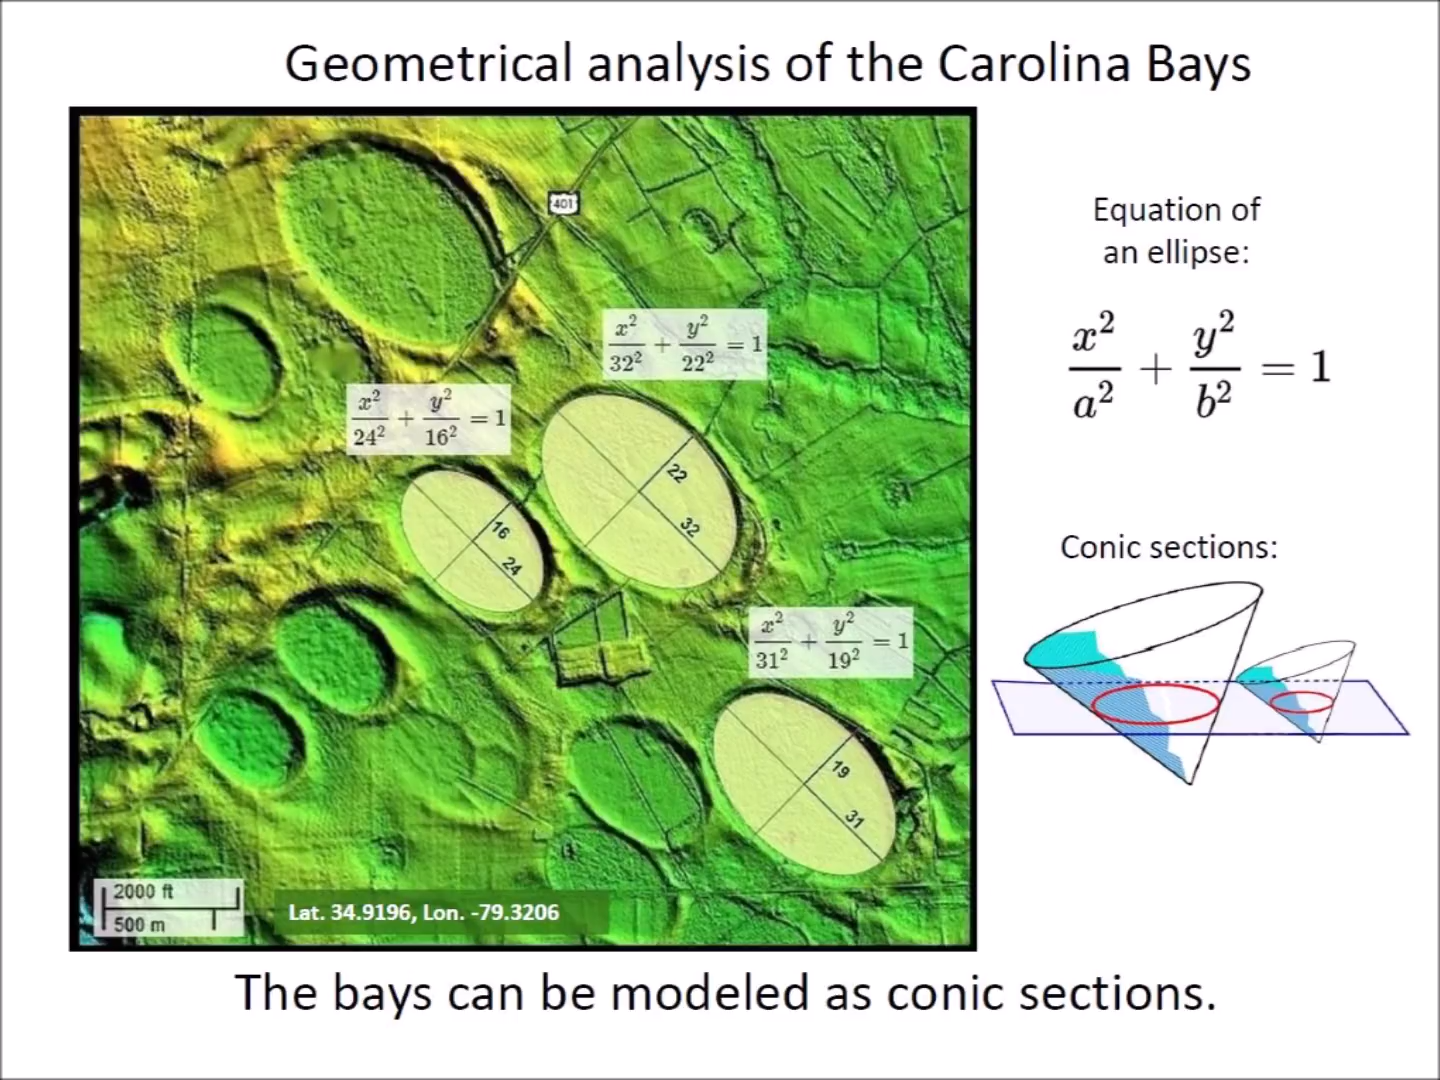 Geometrical analysis of the Carolina Bays
401
x²/32² + y²/22² = 1
x²/24² + y²/16² = 1
22
32
16
24
x²/31² + y²/19² = 1
19
31
2000 ft
500 m
Lat. 34.9196, Lon. -79.3206
Equation of
an ellipse:
x²/a² + y²/b² = 1
Conic sections:
The bays can be modeled as conic sections.